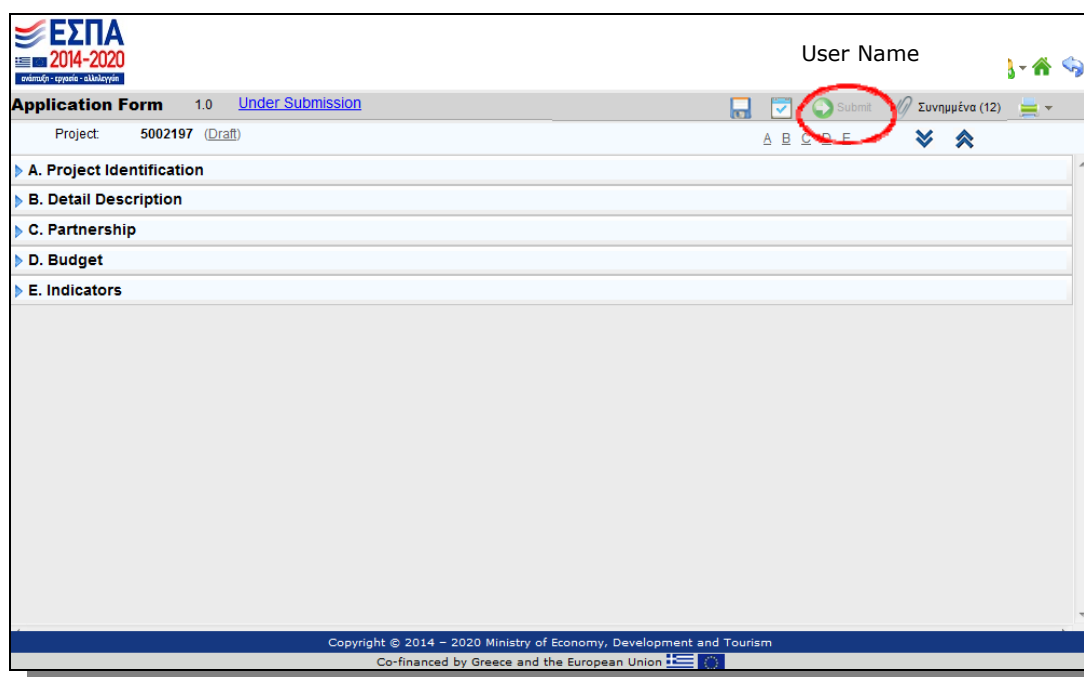 ΕΣΠΑ
2014-2020
ανάπτυξη - εργασία - αλληλεγγύη
User Name
Application Form 1.0 Under Submission Submit Συνημμένα (12)
Project: 5002197 (Draft) A B C D E
A. Project Identification
B. Detail Description
C. Partnership
D. Budget
E. Indicators
Copyright © 2014 – 2020 Ministry of Economy, Development and Tourism
Co-financed by Greece and the European Union